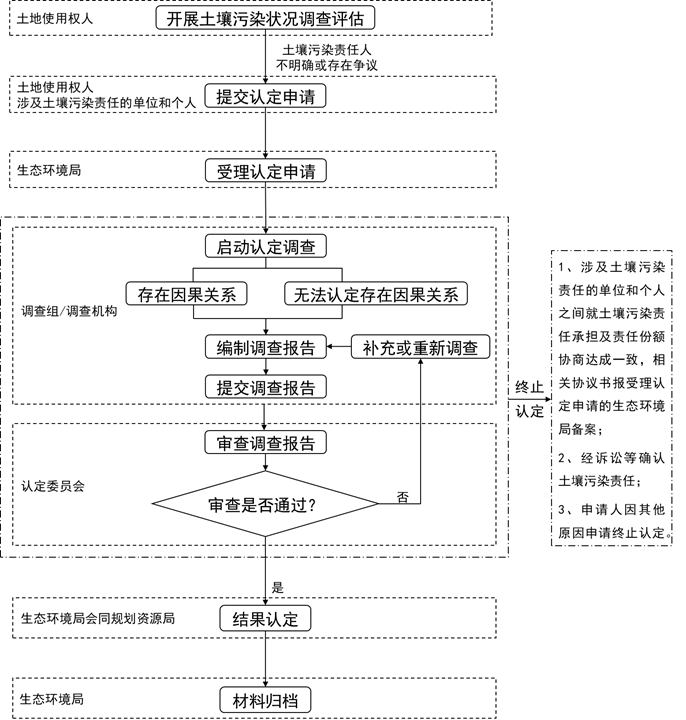 土地使用权人
开展土壤污染状况调查评估
土壤污染责任人
不明确或存在争议
土地使用权人
涉及土壤污染责任的单位和个人
提交认定申请
生态环境局
受理认定申请
启动认定调查
存在因果关系
无法认定存在因果关系
调查组/调查机构
编制调查报告
补充或重新调查
提交调查报告
审查调查报告
认定委员会
审查是否通过？
否
是
终止
认定
1、涉及土壤污染
责任的单位和个人
之间就土壤污染责
任承担及责任份额
协商达成一致，相
关协议书报受理认
定申请的生态环境
局备案；
2、经诉讼等确认
土壤污染责任；
3、申请人因其他
原因申请终止认定。
生态环境局会同规划资源局
结果认定
生态环境局
材料归档